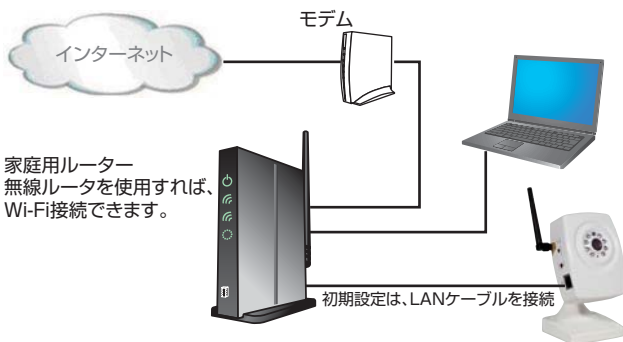 モデム
インターネット
家庭用ルーター
無線ルータを使用すれば、
Wi-Fi接続できます。
初期設定は、LANケーブルを接続